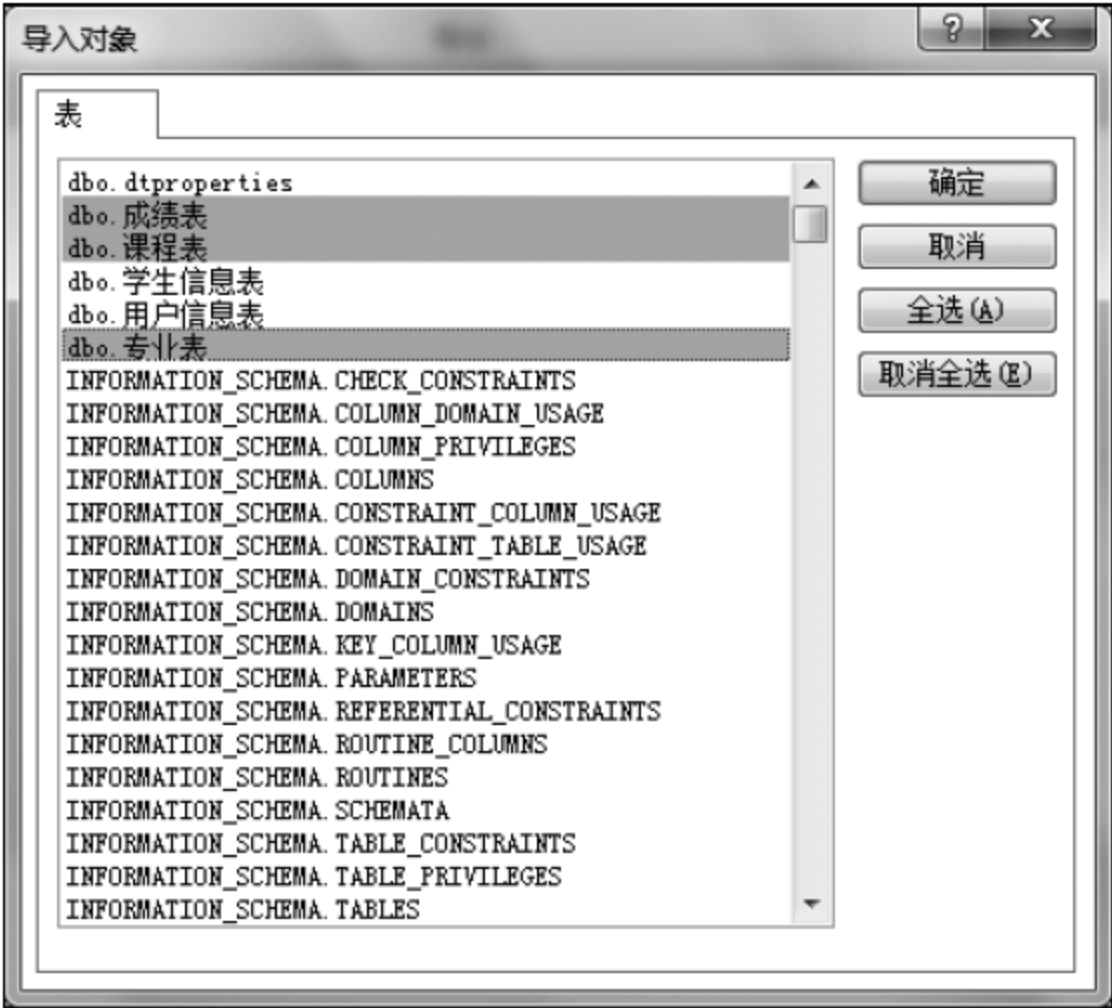 导入对象
?
X
表
dbo.dtproperties
dbo.成绩表
dbo.课程表
dbo.学生信息表
dbo.用户信息表
dbo.专业表
INFORMATION_SCHEMA.CHECK_CONSTRAINTS
INFORMATION_SCHEMA.COLUMN_DOMAIN_USAGE
INFORMATION_SCHEMA.COLUMN_PRIVILEGES
INFORMATION_SCHEMA.COLUMNS
INFORMATION_SCHEMA.CONSTRAINT_COLUMN_USAGE
INFORMATION_SCHEMA.CONSTRAINT_TABLE_USAGE
INFORMATION_SCHEMA.DOMAIN_CONSTRAINTS
INFORMATION_SCHEMA.DOMAINS
INFORMATION_SCHEMA.KEY_COLUMN_USAGE
INFORMATION_SCHEMA.PARAMETERS
INFORMATION_SCHEMA.REFERENTIAL_CONSTRAINTS
INFORMATION_SCHEMA.ROUTINE_COLUMNS
INFORMATION_SCHEMA.ROUTINES
INFORMATION_SCHEMA.SCHEMATA
INFORMATION_SCHEMA.TABLE_CONSTRAINTS
INFORMATION_SCHEMA.TABLE_PRIVILEGES
INFORMATION_SCHEMA.TABLES
确定
取消
全选(A)
取消全选(E)